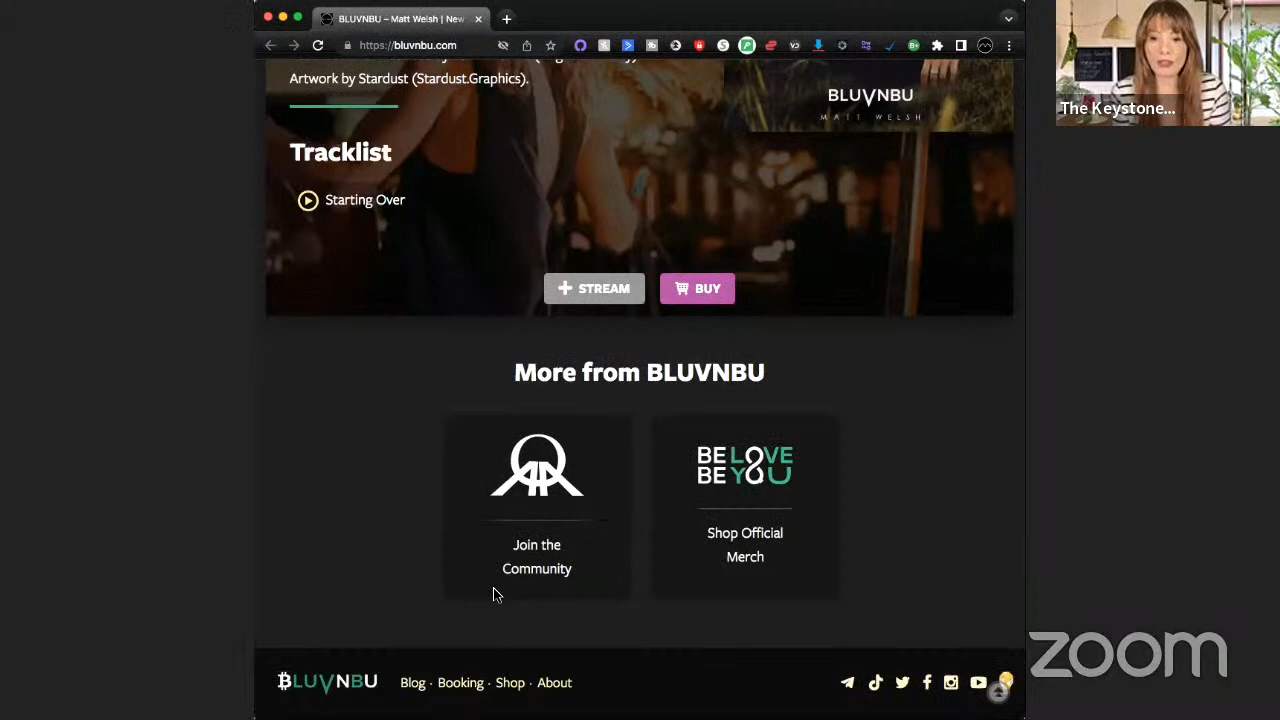 BLUVNBU – Matt Welsh | New
https://bluvnbu.com
Artwork by Stardust (Stardust.Graphics).
BLUVNBU
MATT WELSH
The Keystone...
Tracklist
Starting Over
STREAM
BUY
More from BLUVNBU
BE LOVE
BE YOU
Join the
Community
Shop Official
Merch
BLUVNBU
Blog · Booking · Shop · About
zoom